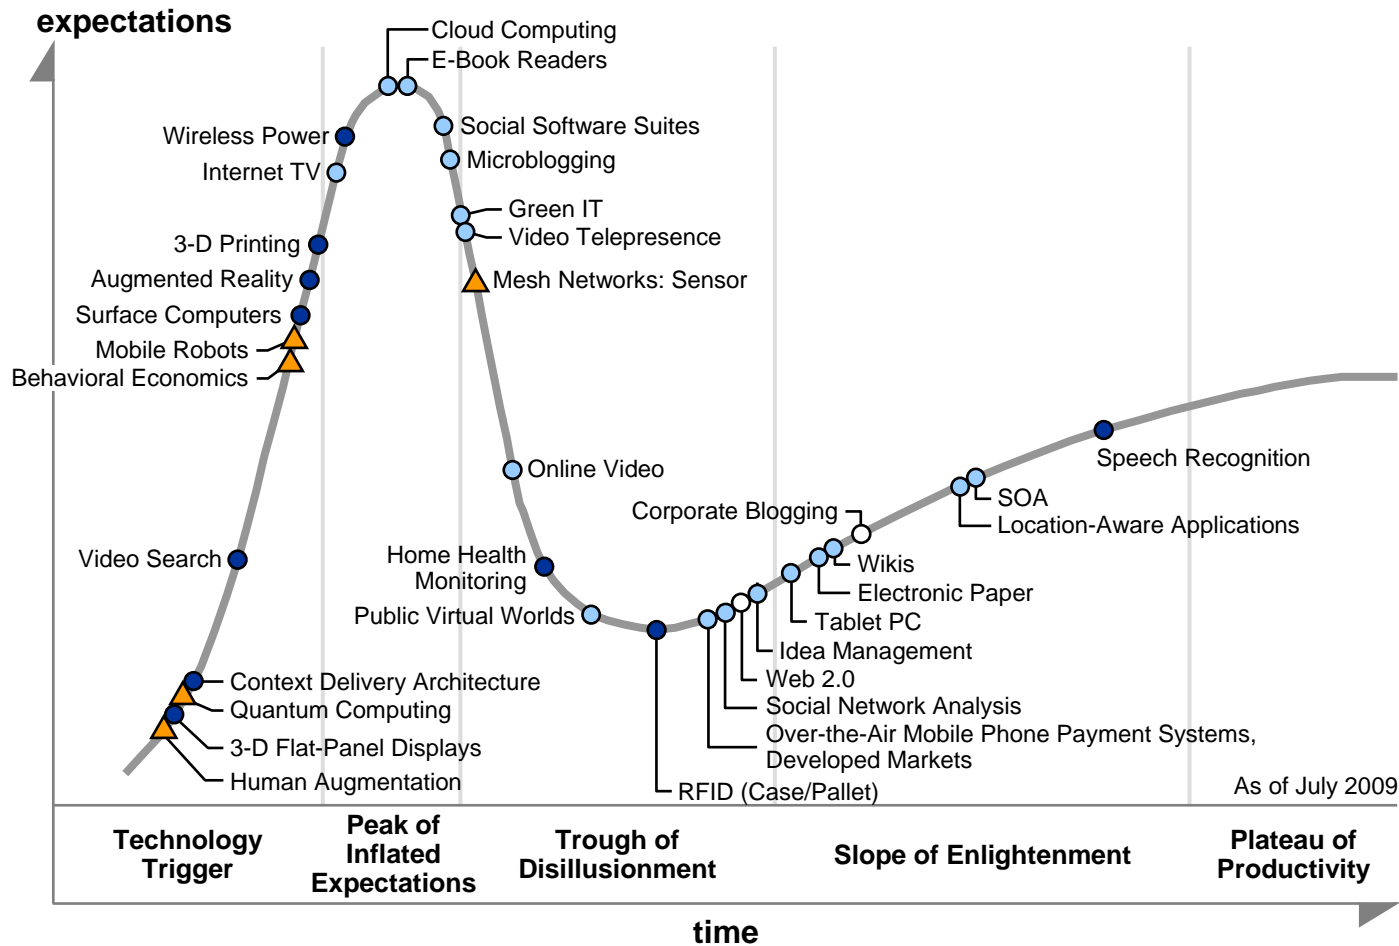 expectations
Cloud Computing
E-Book Readers
Social Software Suites
Wireless Power
Microblogging
Internet TV
Green IT
Video Telepresence
3-D Printing
Augmented Reality
Mesh Networks: Sensor
Surface Computers
Mobile Robots
Behavioral Economics
Speech Recognition
Online Video
SOA
Corporate Blogging
Location-Aware Applications
Video Search
Home Health
Monitoring
Wikis
Electronic Paper
Public Virtual Worlds
Tablet PC
Idea Management
Context Delivery Architecture
Web 2.0
Quantum Computing
Social Network Analysis
3-D Flat-Panel Displays
Over-the-Air Mobile Phone Payment Systems,
Developed Markets
Human Augmentation
RFID (Case/Pallet)
As of July 2009
Technology
Trigger
Peak of
Inflated
Expectations
Trough of
Disillusionment
Slope of Enlightenment
Plateau of
Productivity
time